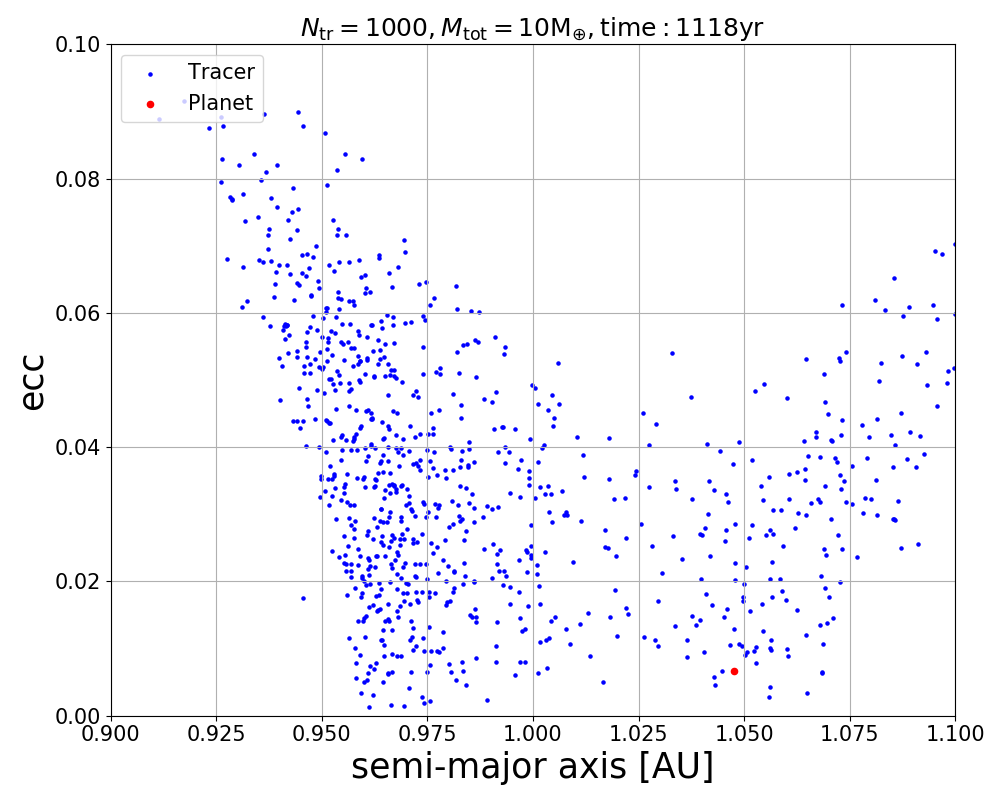 N_tr = 1000, M_tot = 10M_⊕, time : 1118yr
Tracer
Planet
ecc
0.10
0.08
0.06
0.04
0.02
0.00
0.900 0.925 0.950 0.975 1.000 1.025 1.050 1.075 1.100
semi-major axis [AU]